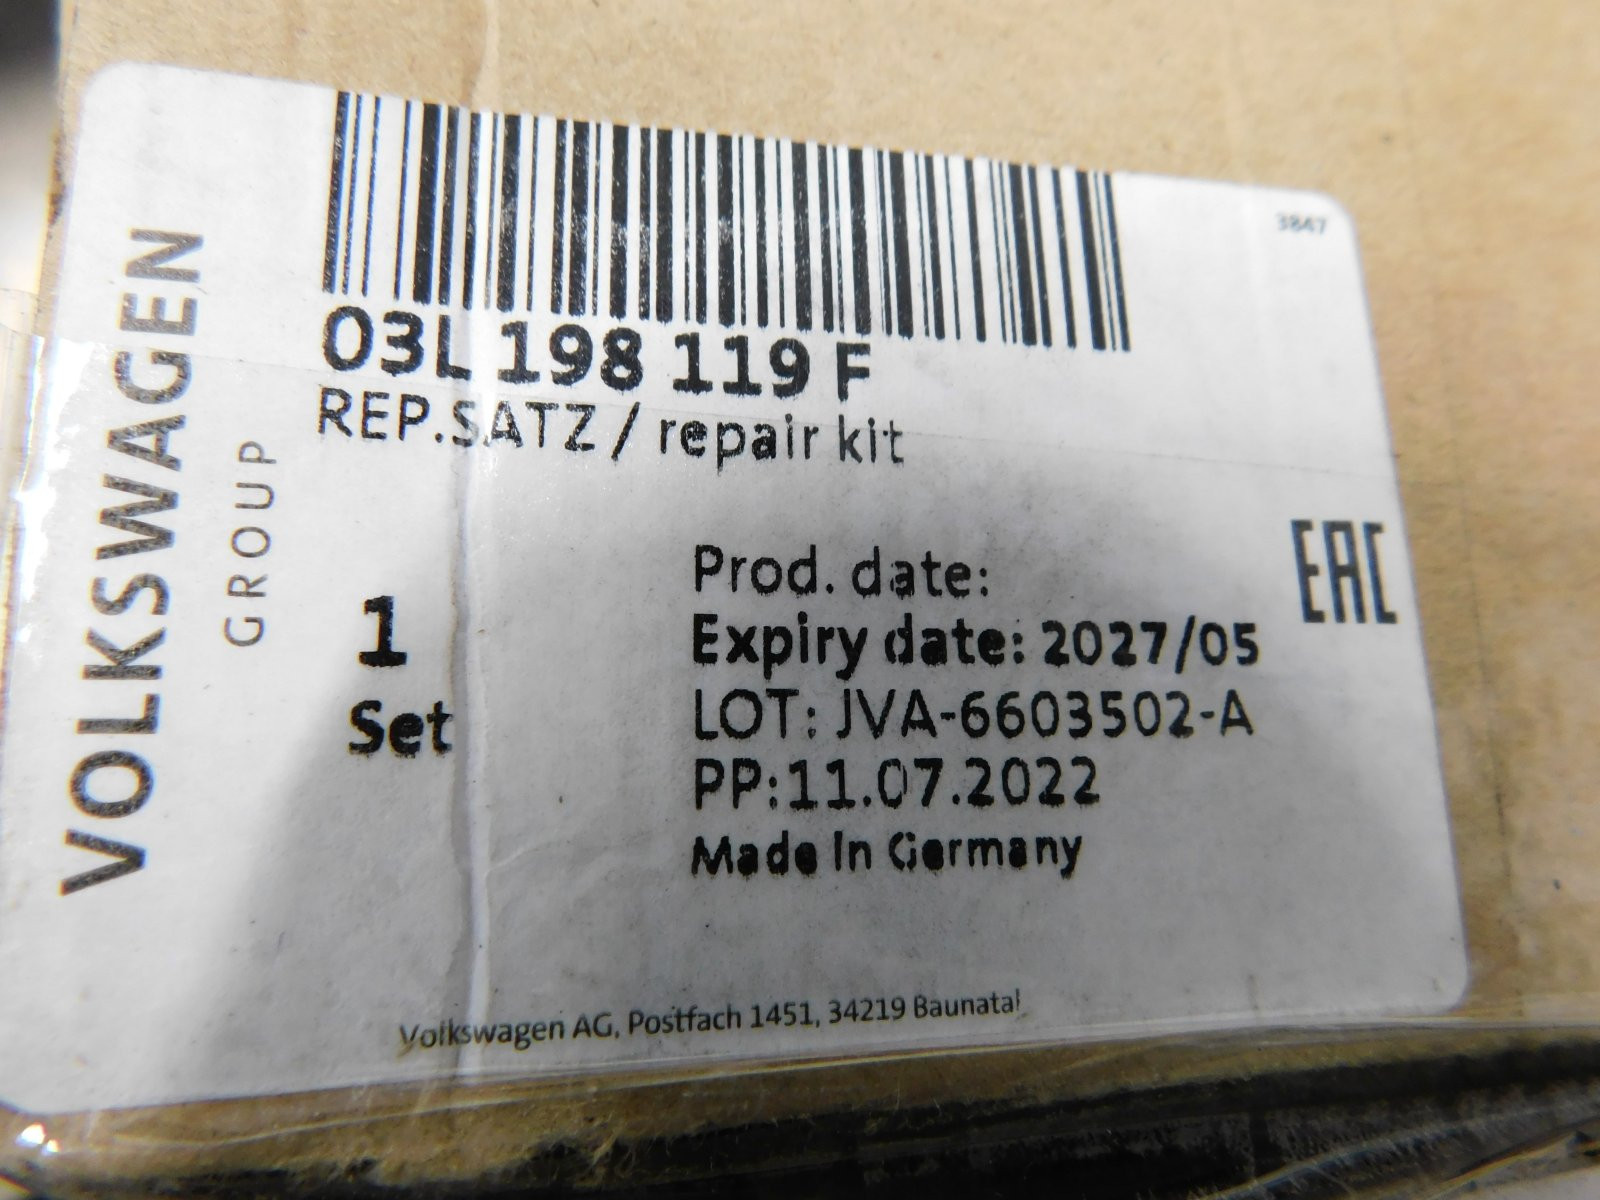 VOLKSWAGEN
GROUP
3847
03L 198 119 F
REP.SATZ / repair kit
EAC
1
Set
Prod. date:
Expiry date: 2027/05
LOT: JVA-6603502-A
PP:11.07.2022
Made In Germany
Volkswagen AG, Postfach 1451, 34219 Baunatal